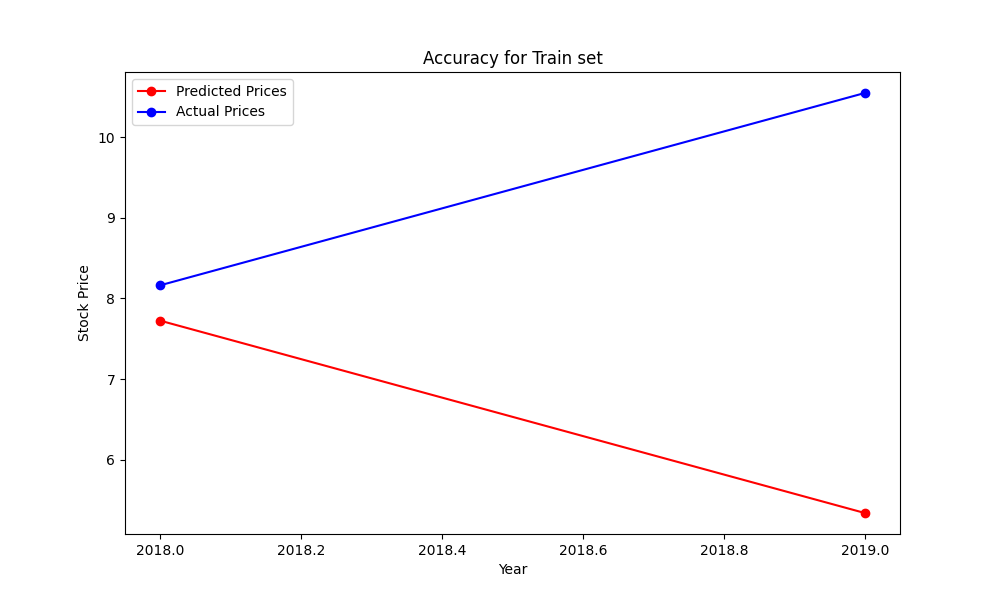 Accuracy for Train set
Predicted Prices
Actual Prices
10
9
8
7
6
Stock Price
2018.0 2018.2 2018.4 2018.6 2018.8 2019.0
Year